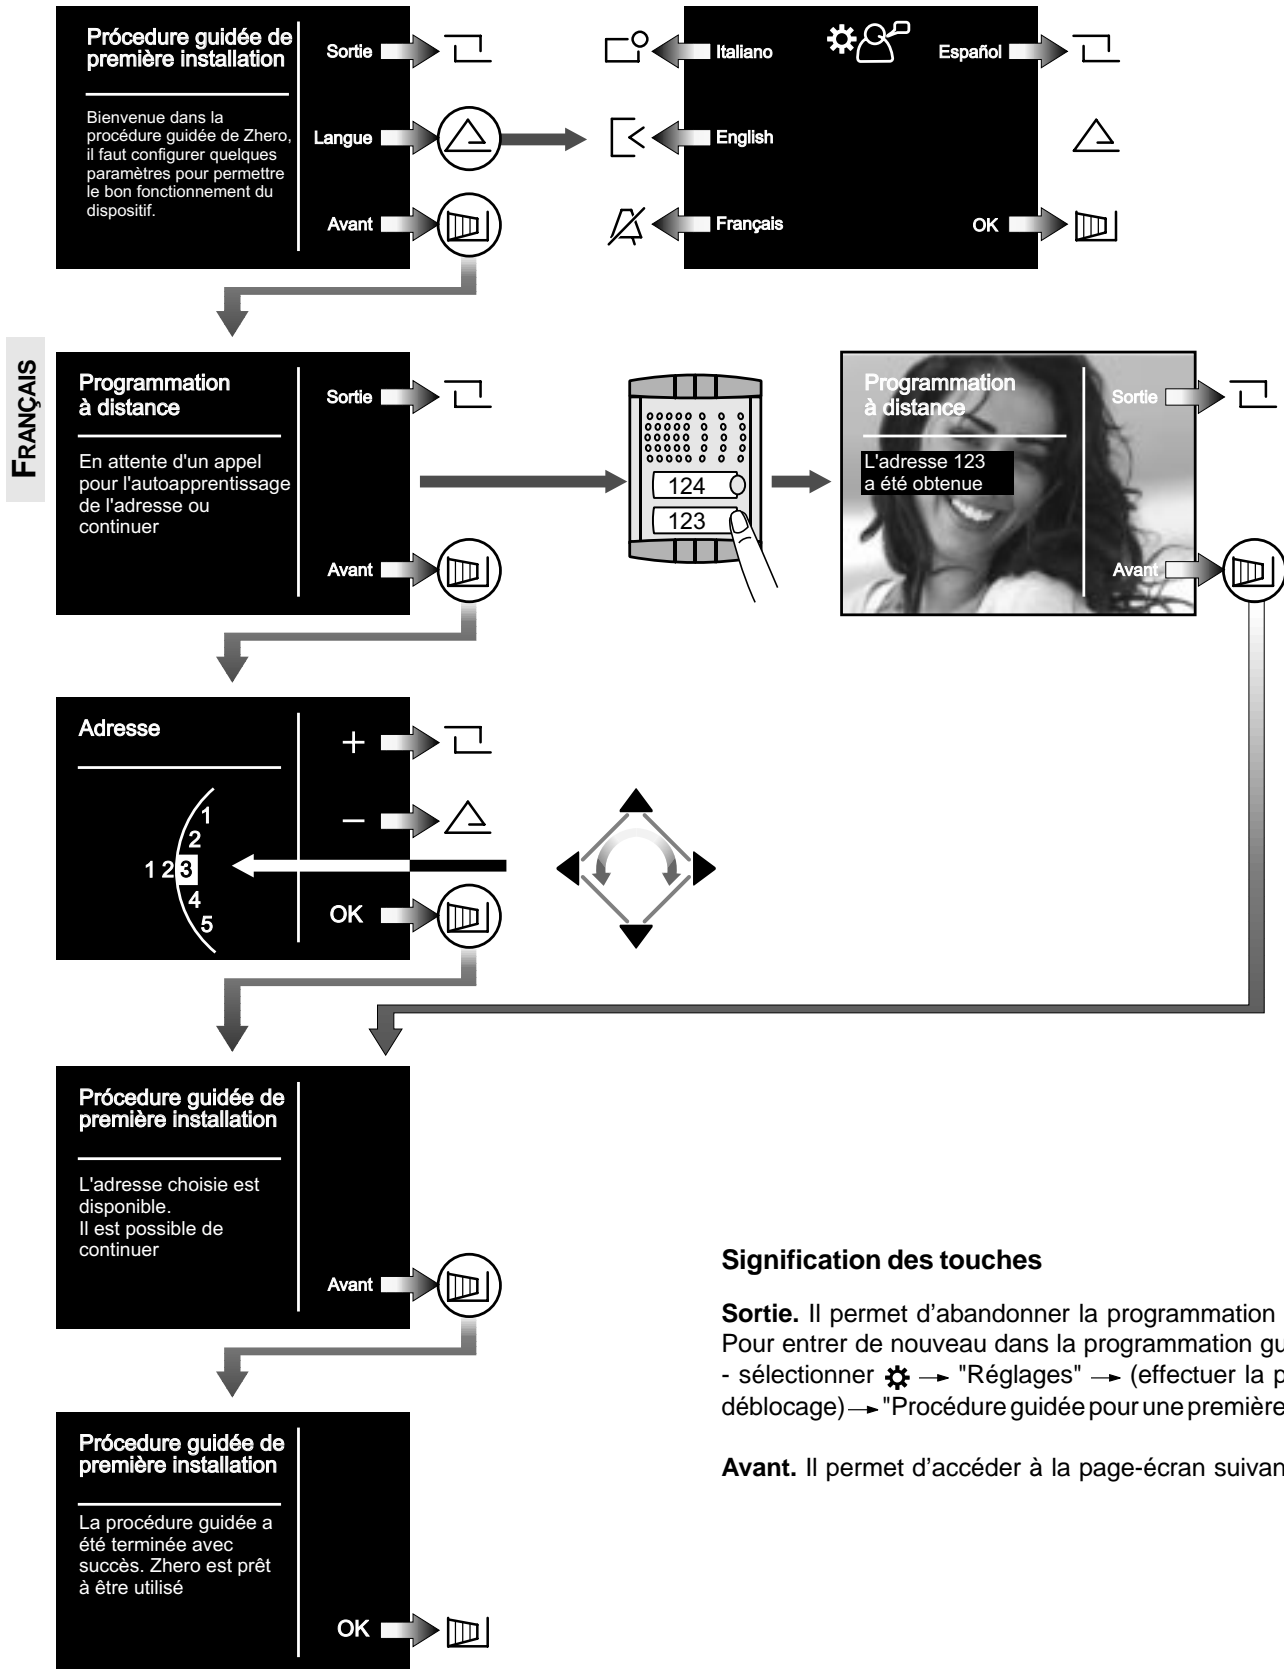 Prócedure guidée de
première installation
Bienvenue dans la
procédure guidée de Zhero,
il faut configurer quelques
paramètres pour permettre
le bon fonctionnement du
dispositif.
Sortie
Langue
Avant
Italiano
English
Français
Español
OK
FRANÇAIS
Programmation
à distance
En attente d'un appel
pour l'autoapprentissage
de l'adresse ou
continuer
Sortie
Avant
124
123
Programmation
à distance
L'adresse 123
a été obtenue
Sortie
Avant
Adresse
1
2
1 2 3
4
5
+
−
OK
Prócedure guidée de
première installation
L'adresse choisie est
disponible.
Il est possible de
continuer
Avant
Prócedure guidée de
première installation
La procédure guidée a
été terminée avec
succès. Zhero est prêt
à être utilisé
OK
Signification des touches
Sortie. Il permet d’abandonner la programmation
Pour entrer de nouveau dans la programmation gu
- sélectionner → "Réglages" → (effectuer la p
déblocage) → "Procédure guidée pour une première
Avant. Il permet d’accéder à la page-écran suivan